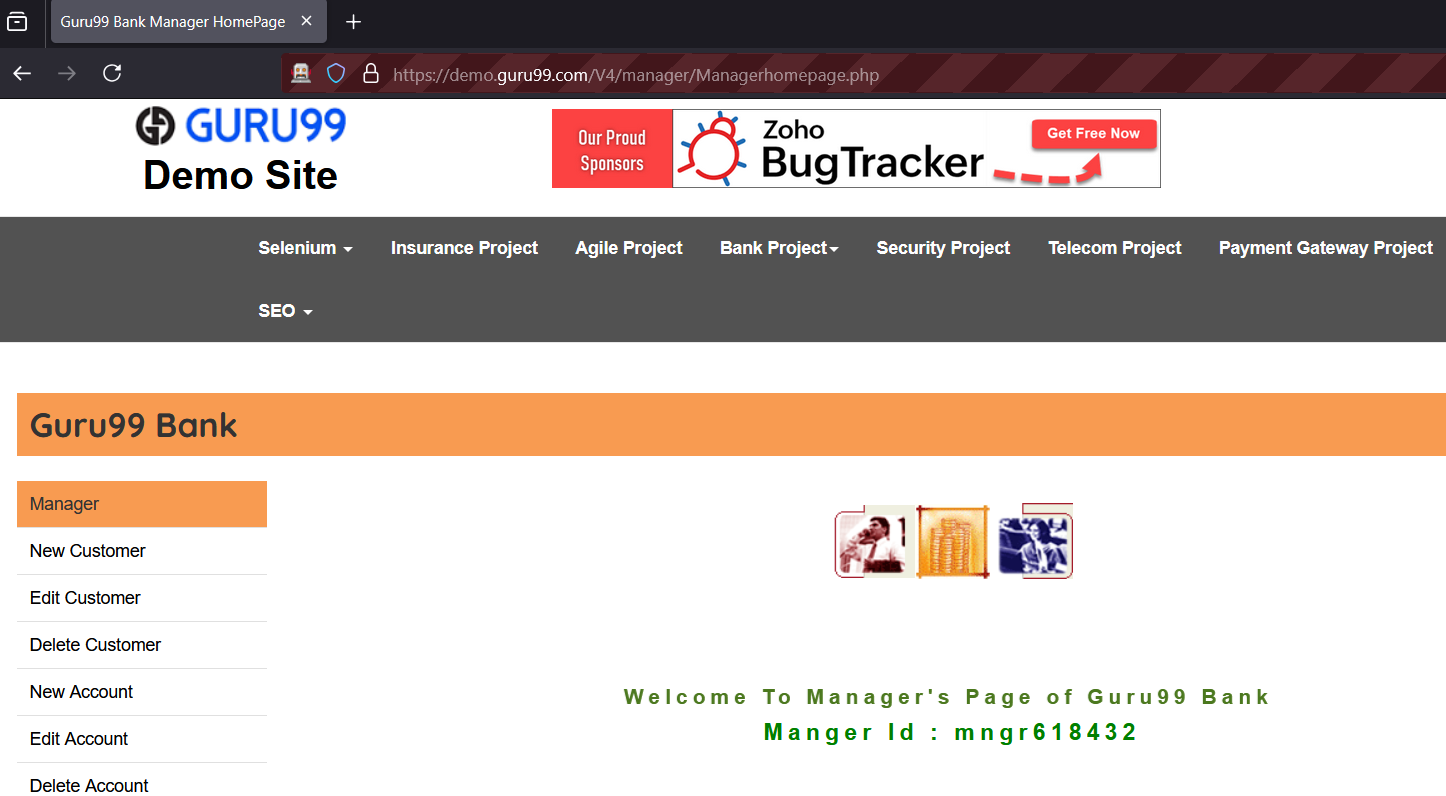 Guru99 Bank Manager HomePage
https://demo.guru99.com/V4/manager/Managerhomepage.php
GURU99
Demo Site
Our Proud
Sponsors
Zoho
BugTracker
Get Free Now
Selenium
Insurance Project
Agile Project
Bank Project
Security Project
Telecom Project
Payment Gateway Project
SEO
Guru99 Bank
Manager
New Customer
Edit Customer
Delete Customer
New Account
Edit Account
Delete Account
Welcome To Manager's Page of Guru99 Bank
Manger Id : mngr618432